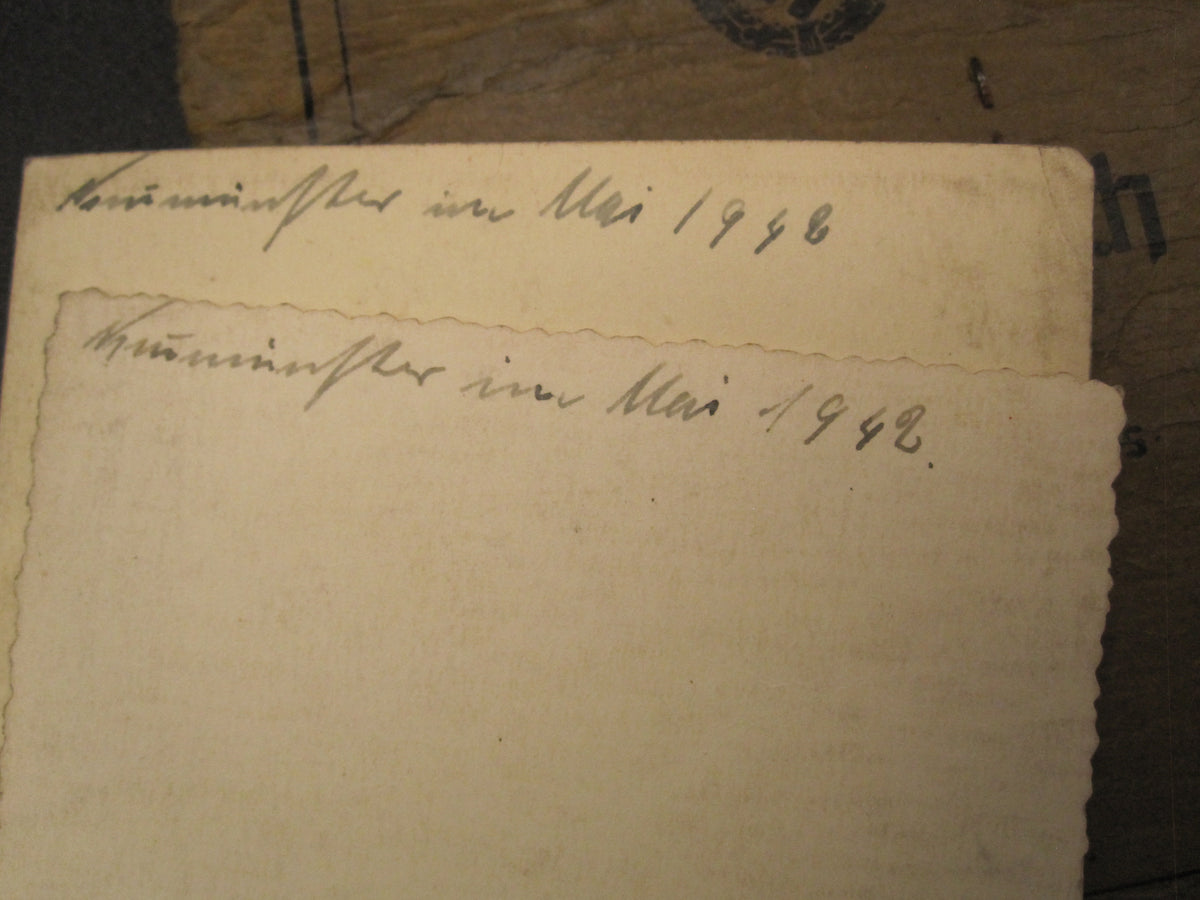 Neumünster im Mai 1942
Neumünster im Mai 1942.